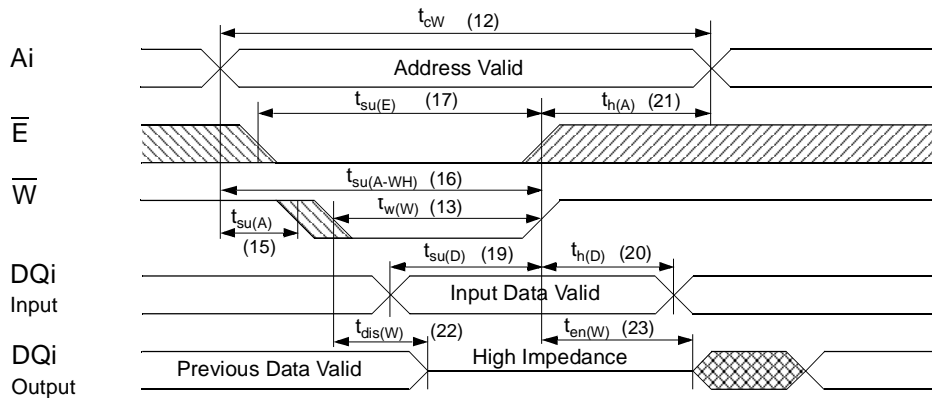 t_cW (12)
Ai
Address Valid
t_su(E) (17)
t_h(A) (21)
E̅
t_su(A-WH) (16)
W̅
t_w(W) (13)
t_su(A)
(15)
t_su(D) (19)
t_h(D) (20)
DQi
Input
Input Data Valid
t_dis(W) (22)
t_en(W) (23)
DQi
Output
Previous Data Valid
High Impedance